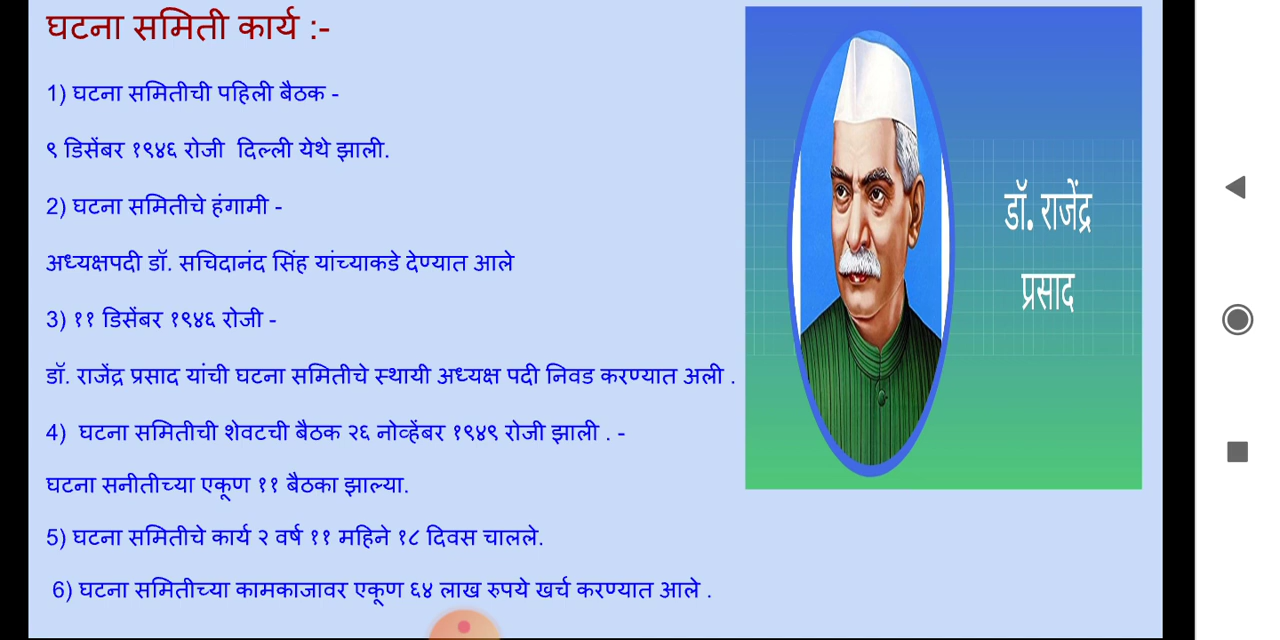 घटना समिती कार्य :-
1) घटना समितीची पहिली बैठक -
९ डिसेंबर १९४६ रोजी दिल्ली येथे झाली.
2) घटना समितीचे हंगामी -
अध्यक्षपदी डॉ. सचिदानंद सिंह यांच्याकडे देण्यात आले
3) ११ डिसेंबर १९४६ रोजी -
डॉ. राजेंद्र प्रसाद यांची घटना समितीचे स्थायी अध्यक्ष पदी निवड करण्यात अली .
4) घटना समितीची शेवटची बैठक २६ नोव्हेंबर १९४९ रोजी झाली . -
घटना सनीतीच्या एकूण ११ बैठका झाल्या.
5) घटना समितीचे कार्य २ वर्ष ११ महिने १८ दिवस चालले.
6) घटना समितीच्या कामकाजावर एकूण ६४ लाख रुपये खर्च करण्यात आले .
डॉ. राजेंद्र
प्रसाद